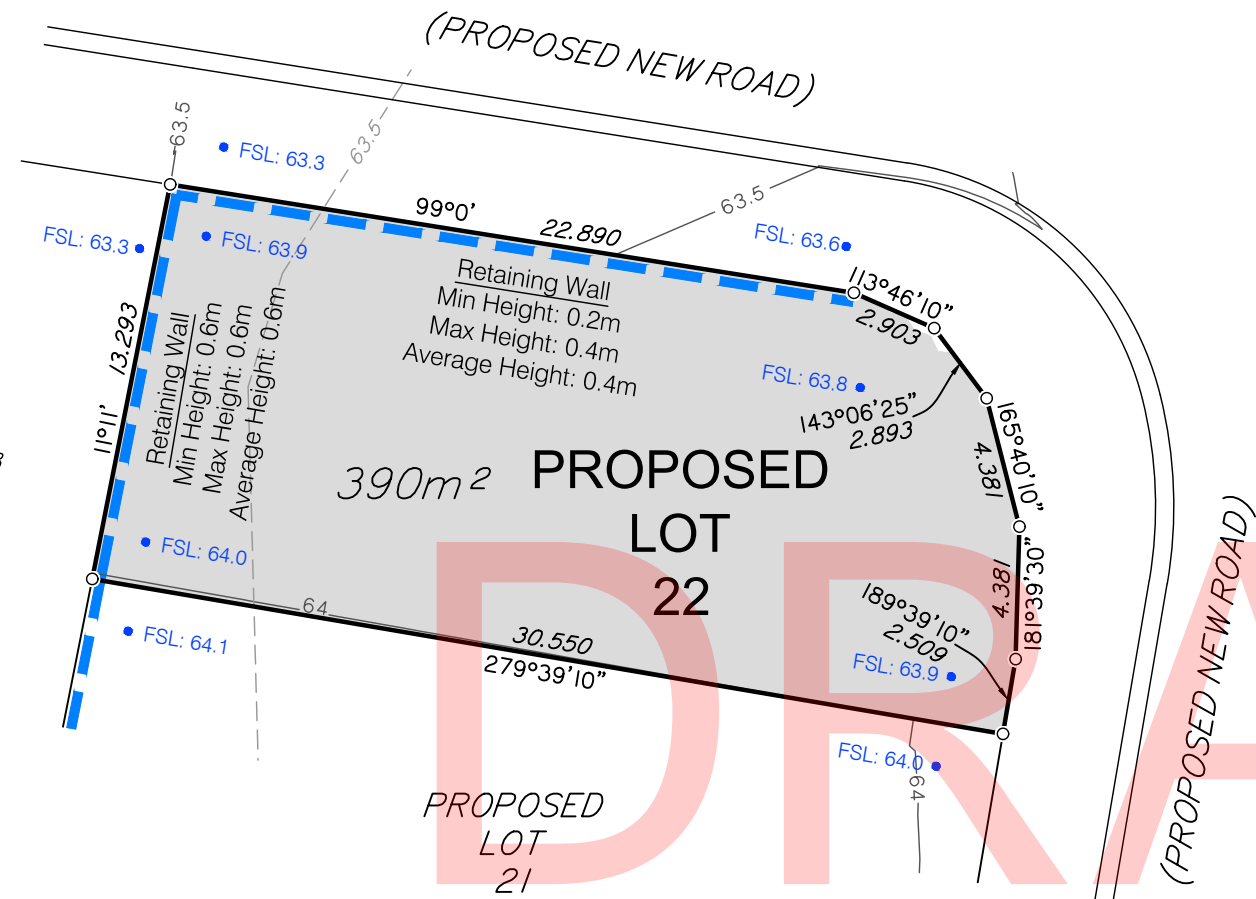 (PROPOSED NEW ROAD)
63.5
63.5
FSL: 63.3
FSL: 63.3
FSL: 63.9
99°0'
22.890
63.5
FSL: 63.6
113°46'10"
2.903
Retaining Wall
Min Height: 0.2m
Max Height: 0.4m
Average Height: 0.4m
13.293
11°11'
Retaining Wall
Min Height: 0.6m
Max Height: 0.6m
Average Height: 0.6m
FSL: 63.8
143°06'25"
2.893
165°40'10"
4.381
390m²
PROPOSED
LOT
22
FSL: 64.0
64
30.550
279°39'10"
4.381
181°39'30"
189°39'10"
2.509
FSL: 63.9
FSL: 64.1
FSL: 64.0
64
(PROPOSED NEW ROAD)
PROPOSED
LOT
21
DRA